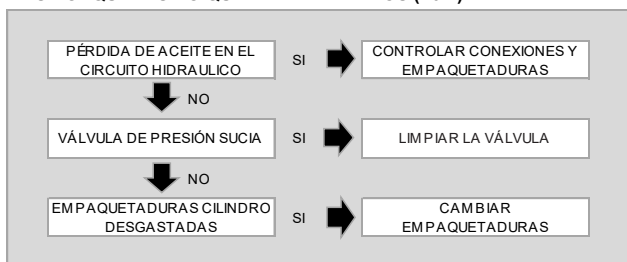 PÉRDIDA DE ACEITE EN EL
CIRCUITO HIDRAULICO
SI
CONTROLAR CONEXIONES Y
EMPAQUETADURAS
NO
VÁLVULA DE PRESIÓN SUCIA
SI
LIMPIAR LA VÁLVULA
NO
EMPAQUETADURAS CILINDRO
DESGASTADAS
SI
CAMBIAR
EMPAQUETADURAS